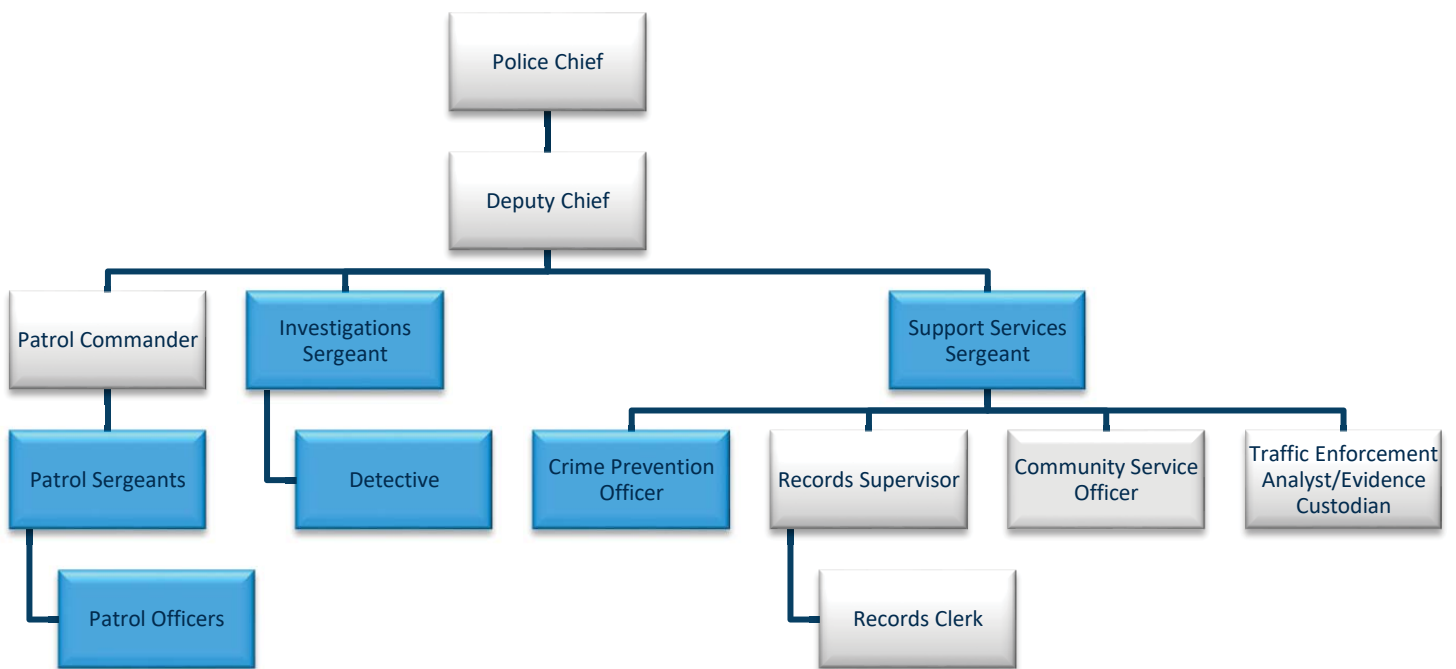 Police Chief
Deputy Chief
Patrol Commander
Investigations
Sergeant
Support Services
Sergeant
Patrol Sergeants
Detective
Crime Prevention
Officer
Records Supervisor
Community Service
Officer
Traffic Enforcement
Analyst/Evidence
Custodian
Patrol Officers
Records Clerk